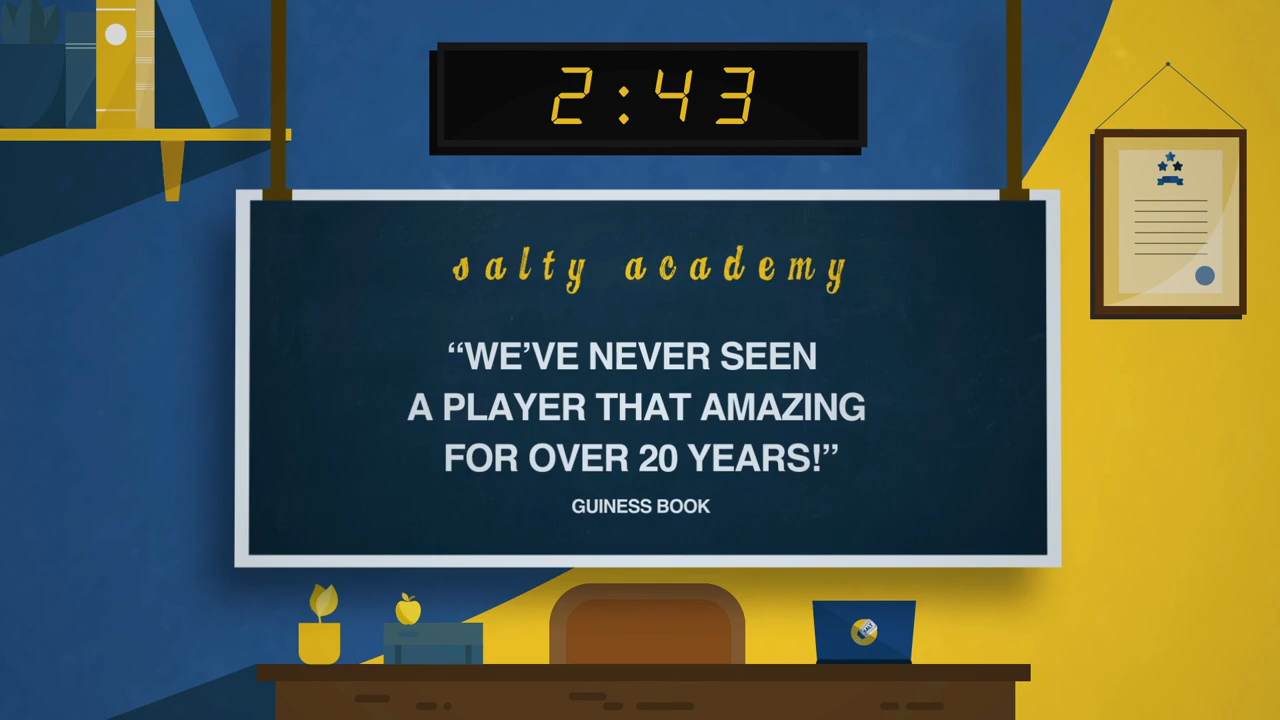 2:43
salty academy
“WE’VE NEVER SEEN
A PLAYER THAT AMAZING
FOR OVER 20 YEARS!”
GUINESS BOOK